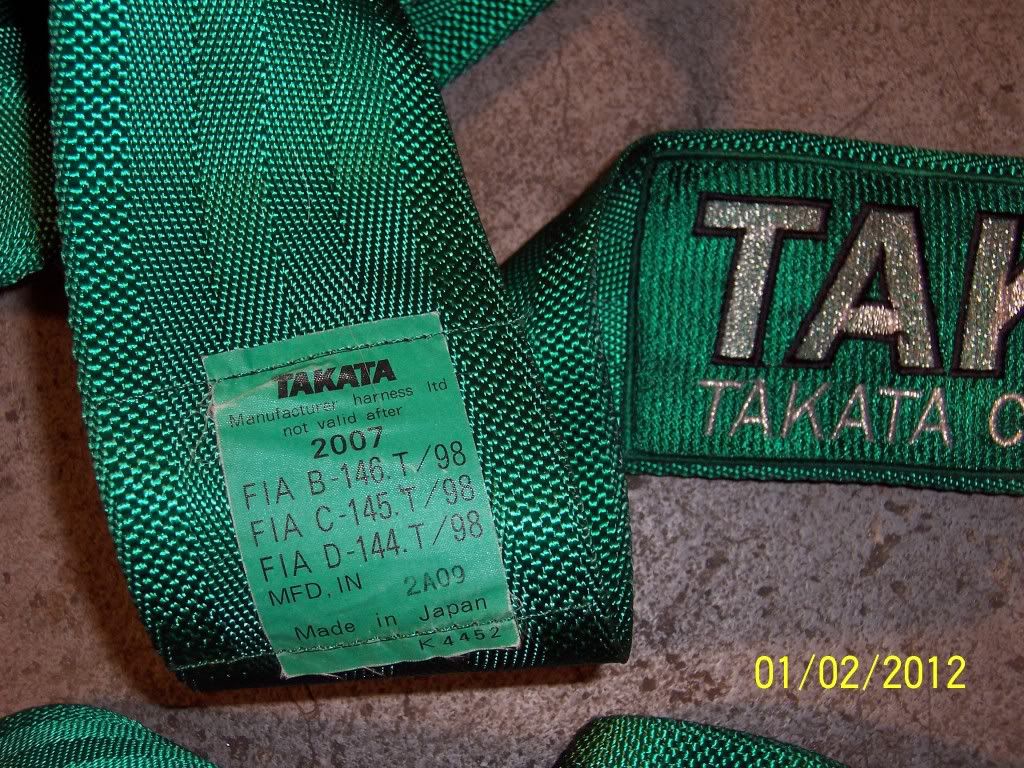 TAKATA
Manufacturer harness ltd
not valid after
2007
FIA B-146.T/98
FIA C-145.T/98
FIA D-144.T/98
MFD. IN 2A09
Made in Japan
K4452
TAK
TAKATA C
01/02/2012